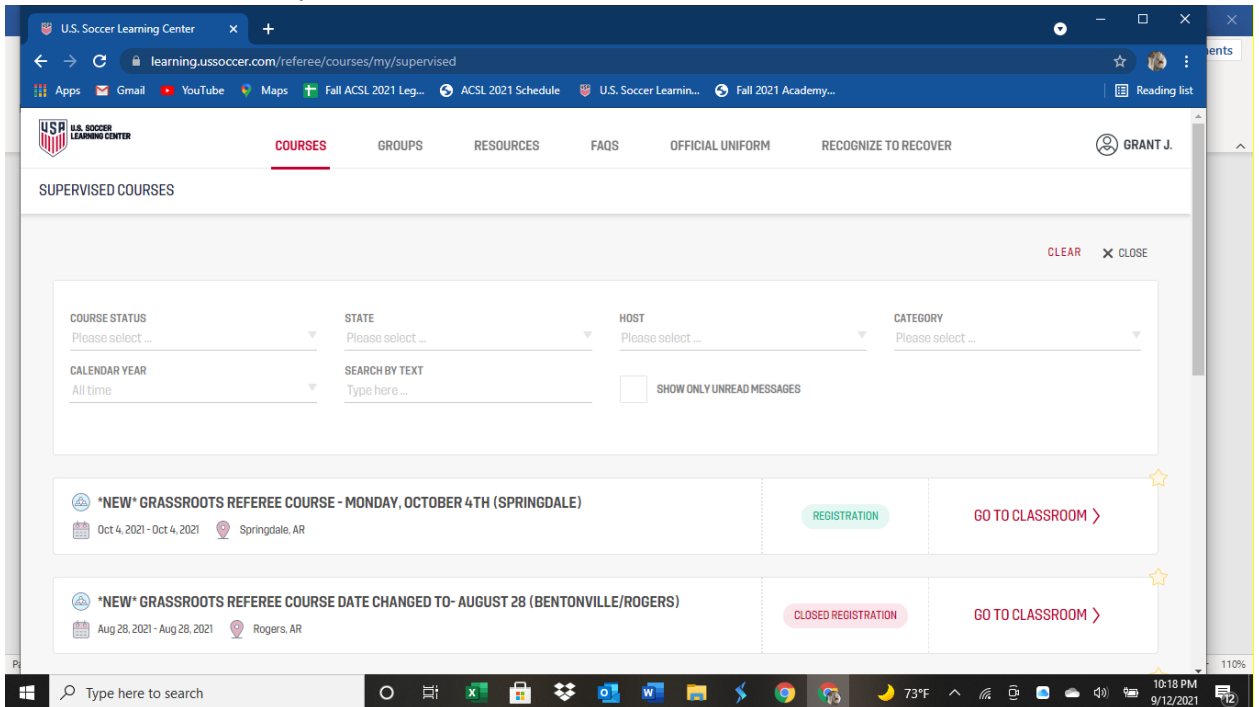 U.S. Soccer Learning Center
learning.ussoccer.com/referee/courses/my/supervised
ents
Apps Gmail YouTube Maps Fall ACSL 2021 Leg... ACSL 2021 Schedule U.S. Soccer Learnin... Fall 2021 Academy... Reading list
U.S. SOCCER
LEARNING CENTER
COURSES GROUPS RESOURCES FAQS OFFICIAL UNIFORM RECOGNIZE TO RECOVER GRANT J.
SUPERVISED COURSES
CLEAR CLOSE
COURSE STATUS STATE HOST CATEGORY
Please select ... Please select ... Please select ... Please select ...
CALENDAR YEAR SEARCH BY TEXT
All time Type here ... SHOW ONLY UNREAD MESSAGES
*NEW* GRASSROOTS REFEREE COURSE - MONDAY, OCTOBER 4TH (SPRINGDALE)
Oct 4, 2021 - Oct 4, 2021 Springdale, AR
REGISTRATION GO TO CLASSROOM
*NEW* GRASSROOTS REFEREE COURSE DATE CHANGED TO- AUGUST 28 (BENTONVILLE/ROGERS)
Aug 28, 2021 - Aug 28, 2021 Rogers, AR
CLOSED REGISTRATION GO TO CLASSROOM
110%
Type here to search 73°F 10:18 PM
9/12/2021
12